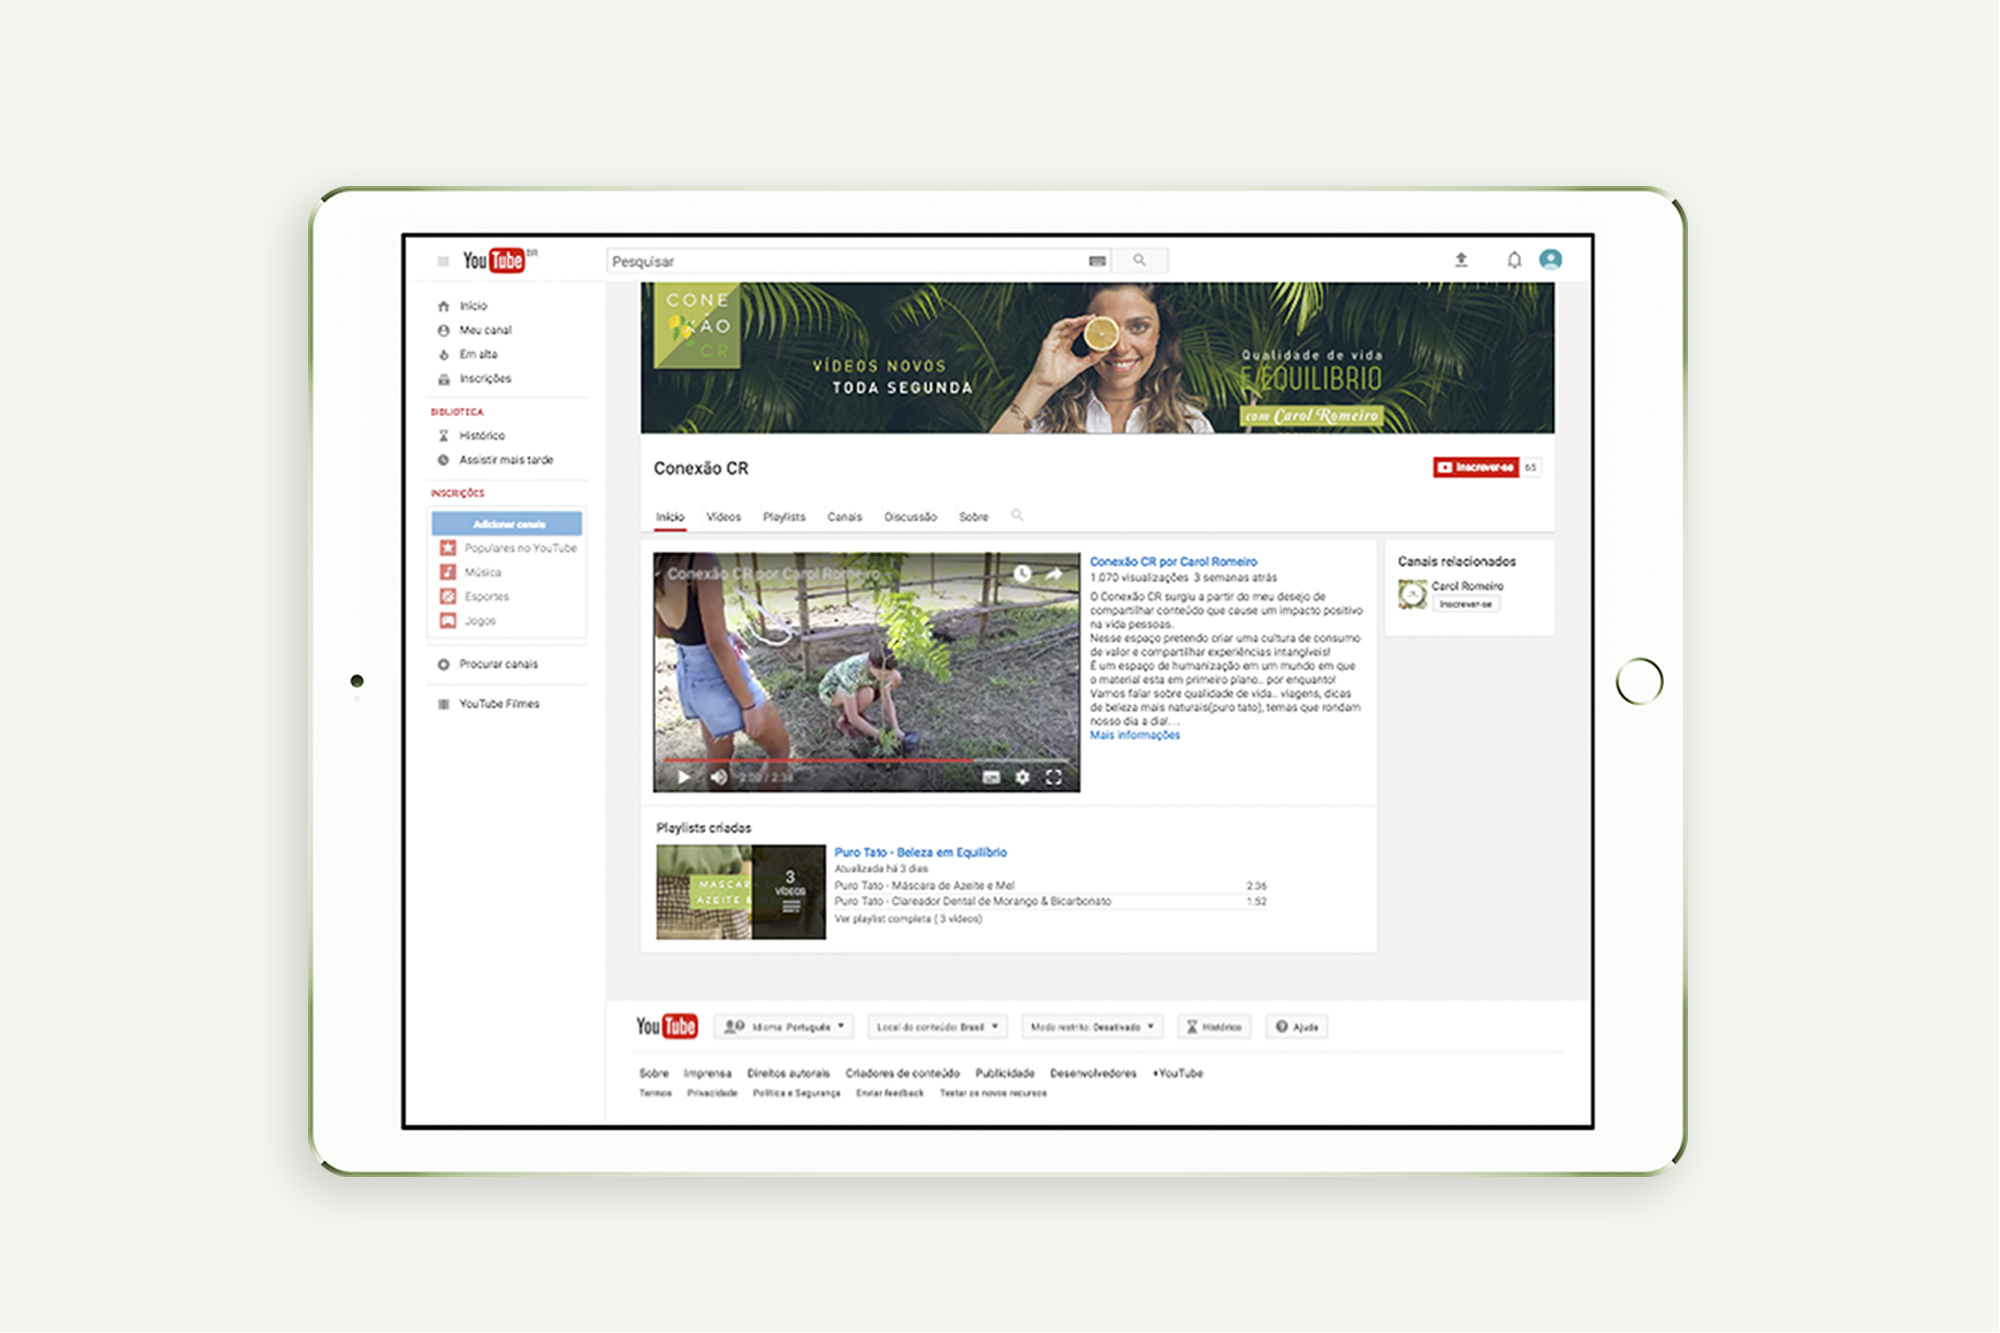 YouTube BR
Pesquisar
Início
Meu canal
Em alta
Inscrições
BIBLIOTECA
Histórico
Assistir mais tarde
INSCRIÇÕES
Adicionar canais
Populares no YouTube
Música
Esportes
Jogos
Procurar canais
YouTube Filmes
CONE
XÃO
CR
VÍDEOS NOVOS
TODA SEGUNDA
Qualidade de vida
E EQUILIBRIO
com Carol Romeiro
Conexão CR
Inscrever-se 65
Início Vídeos Playlists Canais Discussão Sobre
Conexão CR por Carol Romeiro
2:00 / 2:38
Conexão CR por Carol Romeiro
1.070 visualizações 3 semanas atrás
O Conexão CR surgiu a partir do meu desejo de
compartilhar conteúdo que cause um impacto positivo
na vida pessoas.
Nesse espaço pretendo criar uma cultura de consumo
de valor e compartilhar experiências intangíveis!
É um espaço de humanização em um mundo em que
o material esta em primeiro plano.. por enquanto!
Vamos falar sobre qualidade de vida.. viagens, dicas
de beleza mais naturais(puro tato), temas que rondam
nosso dia a dia!....
Mais informações
Canais relacionados
Carol Romeiro
Inscrever-se
Playlists criadas
MASCAR
AZEITE &
3
VÍDEOS
Puro Tato - Beleza em Equilíbrio
Atualizada há 3 dias
Puro Tato - Máscara de Azeite e Mel 2:36
Puro Tato - Clareador Dental de Morango & Bicarbonato 1:52
Ver playlist completa ( 3 vídeos)
YouTube Idioma: Português Local do conteúdo: Brasil Modo restrito: Desativado Histórico Ajuda
Sobre Imprensa Direitos autorais Criadores de conteúdo Publicidade Desenvolvedores +YouTube
Termos Privacidade Política e Segurança Enviar feedback Testar os novos recursos